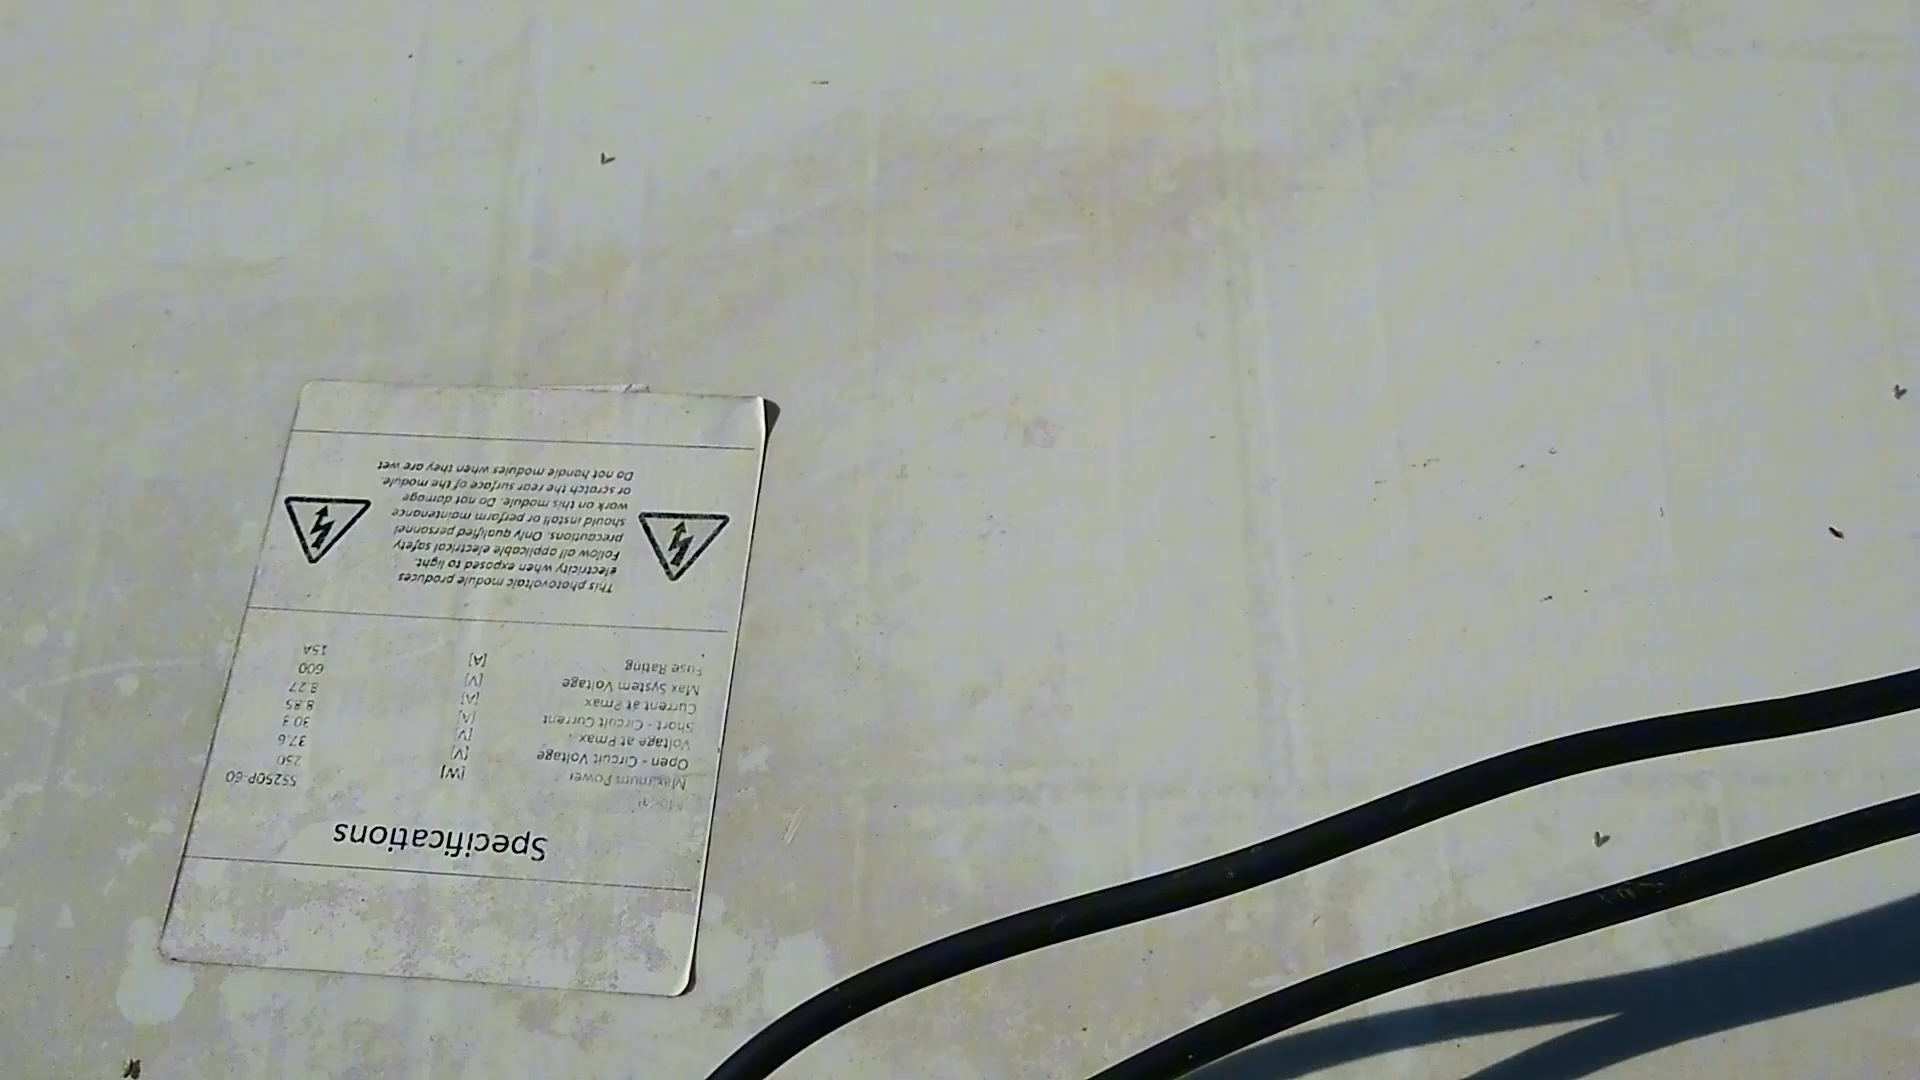 Specifications
Model SS250P-60
Maximum Power [W] 250
Open - Circuit Voltage [V] 37.6
Voltage at Pmax [V] 30.3
Short - Circuit Current [A] 8.85
Current at Pmax [A] 8.27
Max System Voltage [V] 600
Fuse Rating [A] 15A
This photovoltaic module produces
electricity when exposed to light.
Follow all applicable electrical safety
precautions. Only qualified personnel
should install or perform maintenance
work on this module. Do not damage
or scratch the rear surface of the module.
Do not handle modules when they are wet